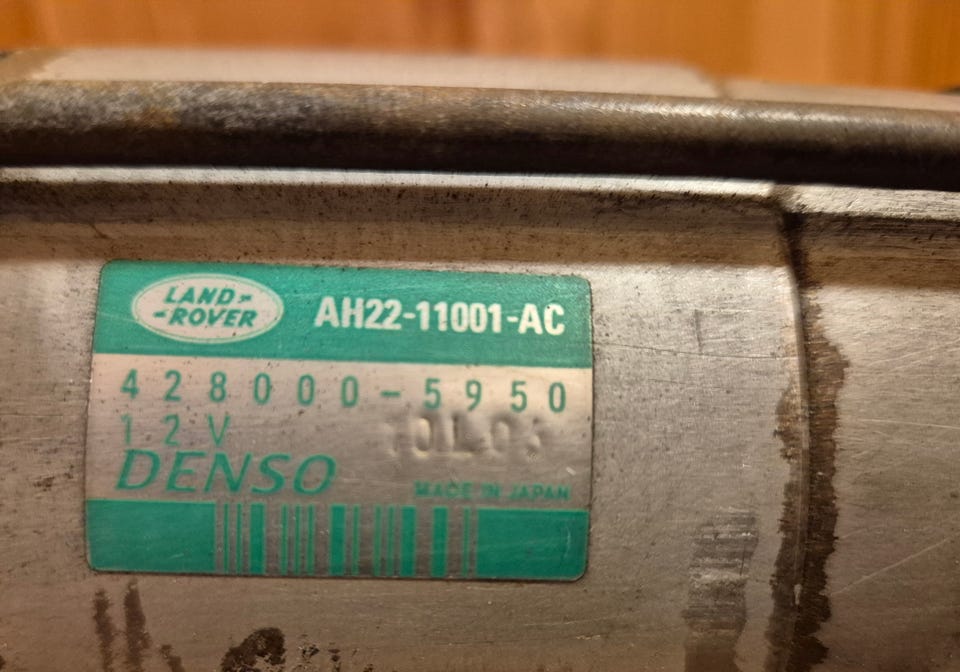 LAND-
-ROVER
AH22-11001-AC
428000-5950
12V
DENSO
MADE IN JAPAN